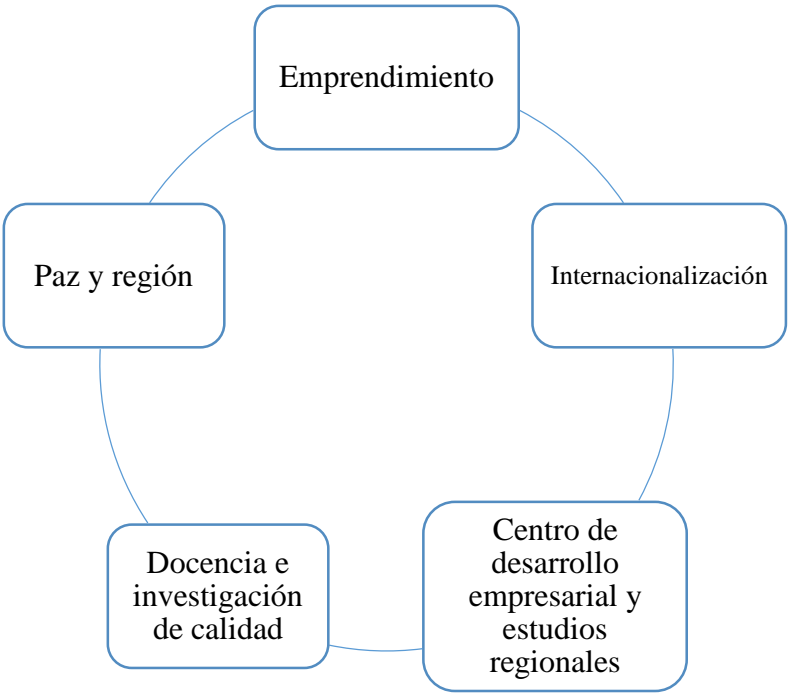 Emprendimiento
Paz y región
Internacionalización
Docencia e
investigación
de calidad
Centro de
desarrollo
empresarial y
estudios
regionales